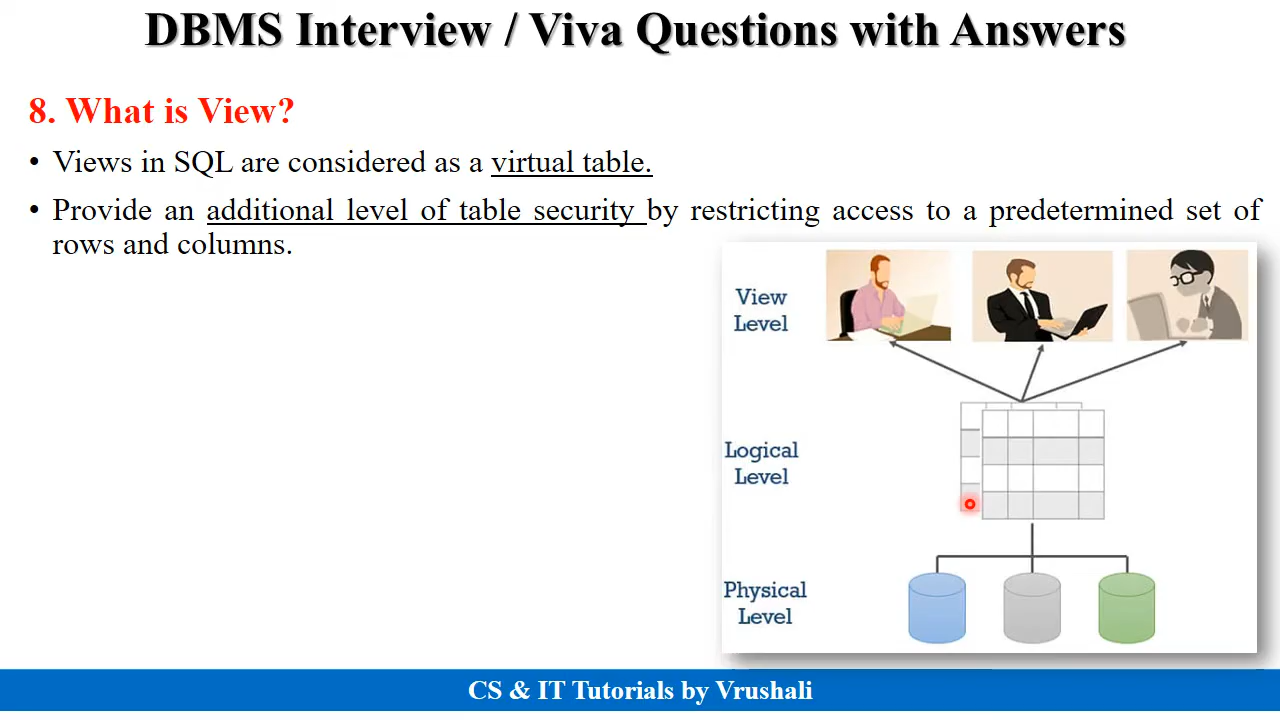 DBMS Interview / Viva Questions with Answers
8. What is View?
• Views in SQL are considered as a virtual table.
• Provide an additional level of table security by restricting access to a predetermined set of
rows and columns.
View
Level
Logical
Level
Physical
Level
CS & IT Tutorials by Vrushali